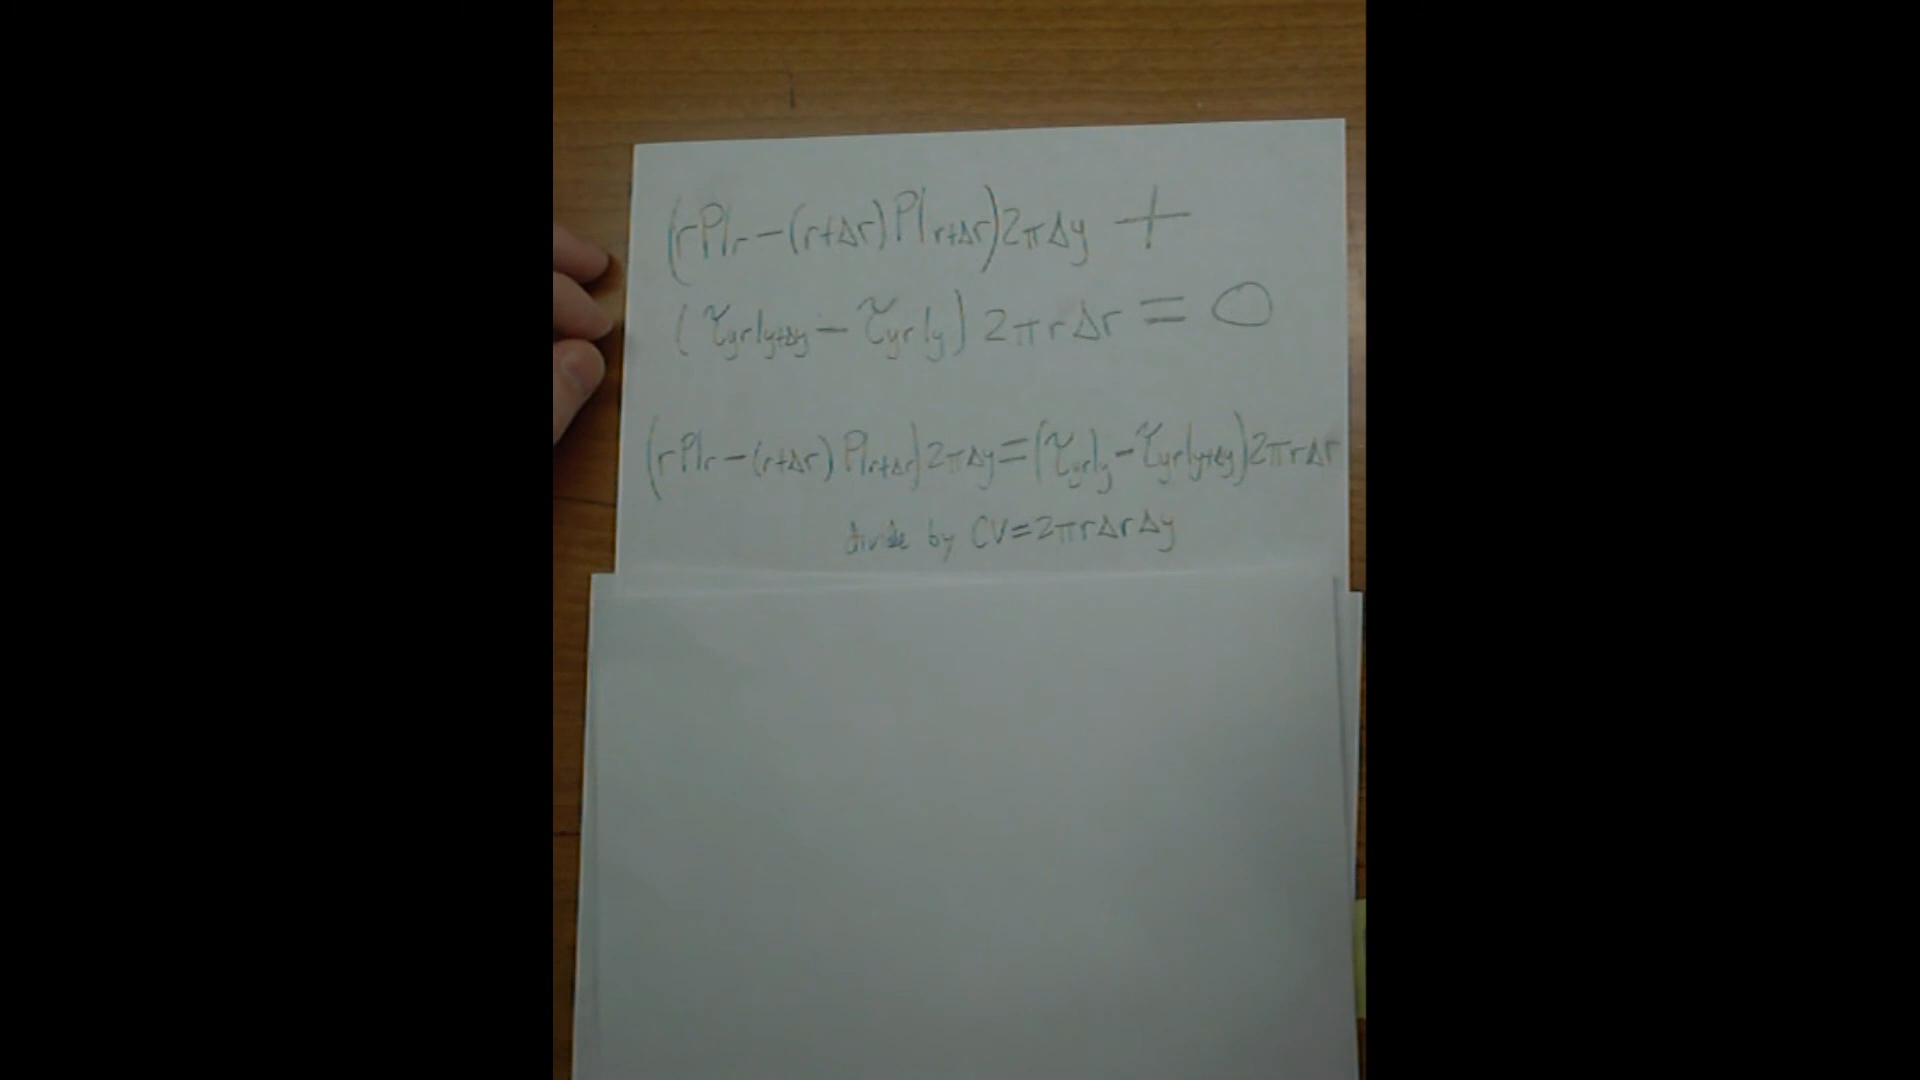 (rP|r − (r+Δr)P|r+Δr)2πΔy +
(τyr|y+Δy − τyr|y) 2πrΔr = 0
(rP|r − (r+Δr)P|r+Δr)2πΔy = (τyr|y − τyr|y+Δy)2πrΔr
divide by CV=2πrΔrΔy